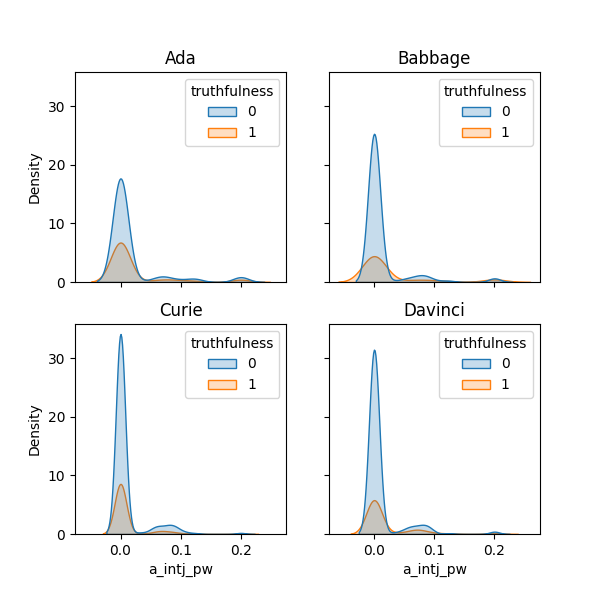 Ada
Babbage
truthfulness
0
1
truthfulness
0
1
Density
30
20
10
0
Curie
Davinci
truthfulness
0
1
truthfulness
0
1
Density
30
20
10
0
0.0 0.1 0.2
0.0 0.1 0.2
a_intj_pw
a_intj_pw